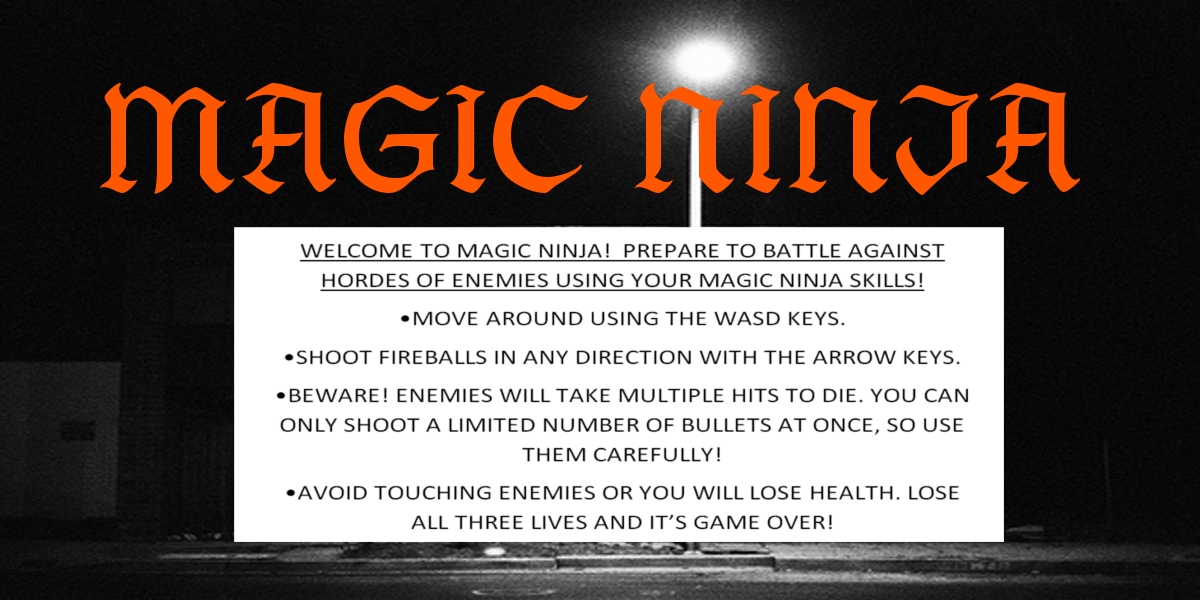 MAGIC NINJA
WELCOME TO MAGIC NINJA!  PREPARE TO BATTLE AGAINST
HORDES OF ENEMIES USING YOUR MAGIC NINJA SKILLS!
•MOVE AROUND USING THE WASD KEYS.
•SHOOT FIREBALLS IN ANY DIRECTION WITH THE ARROW KEYS.
•BEWARE! ENEMIES WILL TAKE MULTIPLE HITS TO DIE. YOU CAN
ONLY SHOOT A LIMITED NUMBER OF BULLETS AT ONCE, SO USE
THEM CAREFULLY!
•AVOID TOUCHING ENEMIES OR YOU WILL LOSE HEALTH. LOSE
ALL THREE LIVES AND IT’S GAME OVER!